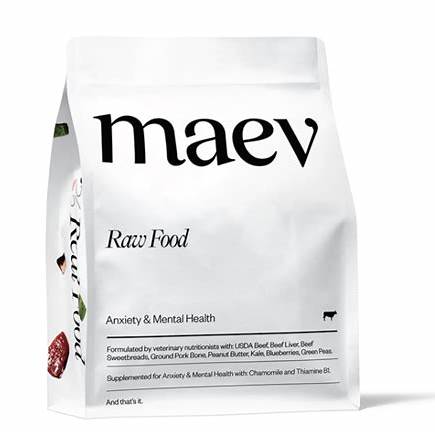 maev
Raw Food
Anxiety & Mental Health
Formulated by veterinary nutritionists with: USDA Beef, Beef Liver, Beef
Sweetbreads, Ground Pork Bone, Peanut Butter, Kale, Blueberries, Green Peas.
Supplemented for Anxiety & Mental Health with: Chamomile and Thiamine B1.
And that's it.
Real Food